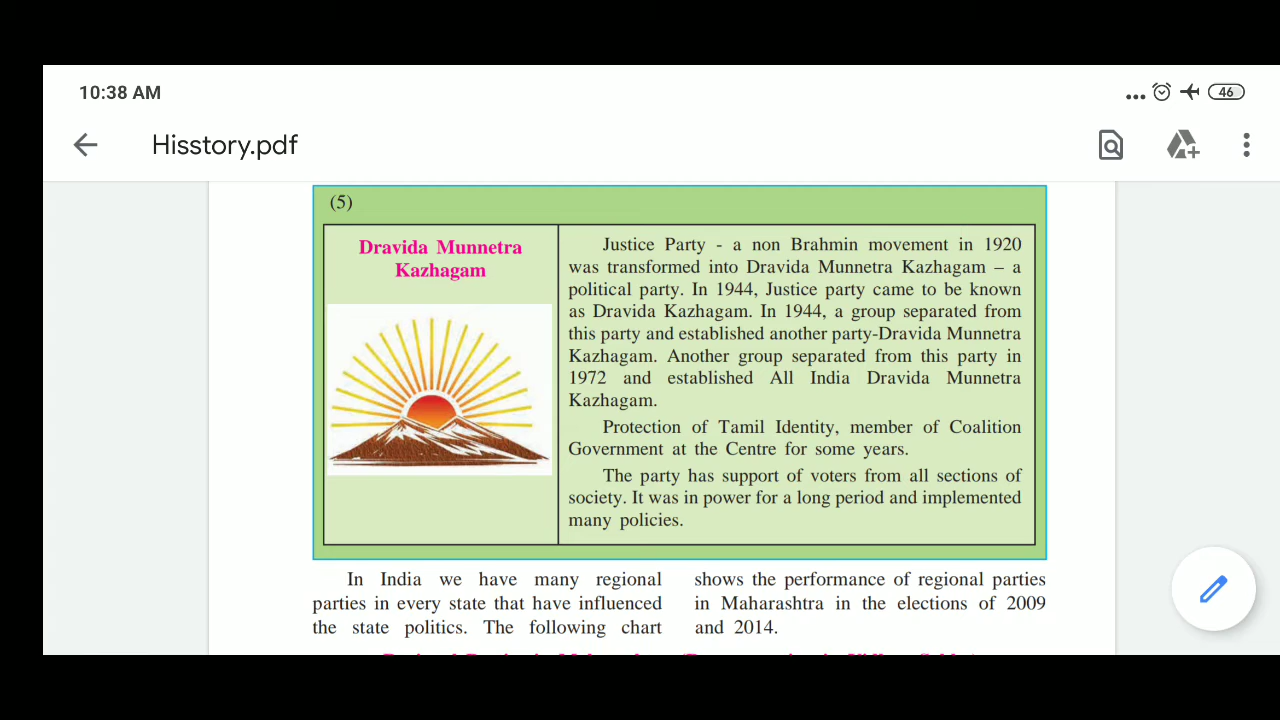 10:38 AM
46
Hisstory.pdf
(5)
Dravida Munnetra
Kazhagam
Justice Party - a non Brahmin movement in 1920
was transformed into Dravida Munnetra Kazhagam – a
political party. In 1944, Justice party came to be known
as Dravida Kazhagam. In 1944, a group separated from
this party and established another party-Dravida Munnetra
Kazhagam. Another group separated from this party in
1972 and established All India Dravida Munnetra
Kazhagam.
Protection of Tamil Identity, member of Coalition
Government at the Centre for some years.
The party has support of voters from all sections of
society. It was in power for a long period and implemented
many policies.
In India we have many regional
parties in every state that have influenced
the state politics. The following chart
shows the performance of regional parties
in Maharashtra in the elections of 2009
and 2014.